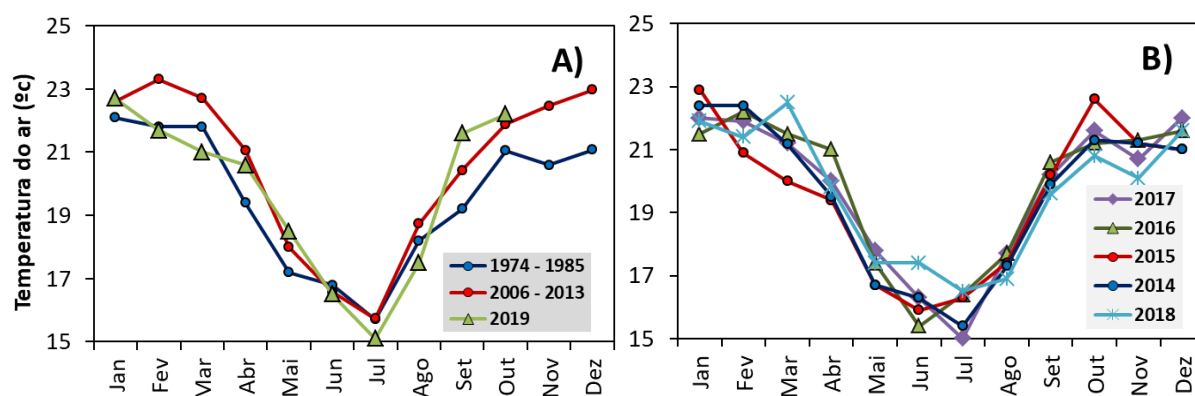 Temperatura do ar (ºc)
25
23
21
19
17
15
A)
1974 - 1985
2006 - 2013
2019
Jan Fev Mar Abr Mai Jun Jul Ago Set Out Nov Dez
25
23
21
19
17
15
B)
2017
2016
2015
2014
2018
Jan Fev Mar Abr Mai Jun Jul Ago Set Out Nov Dez